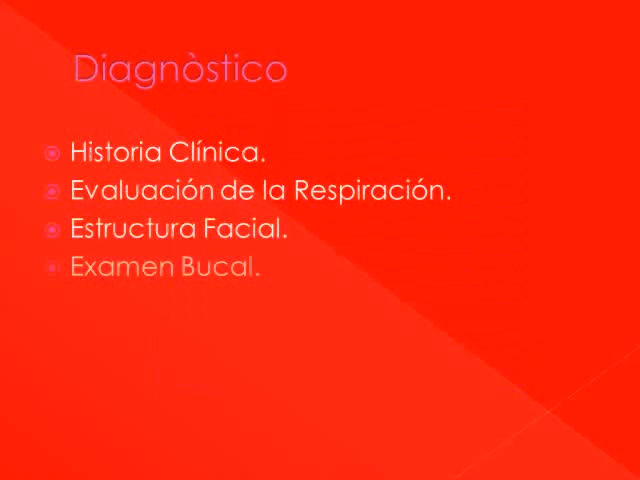 Diagnòstico
Historia Clínica.
Evaluación de la Respiración.
Estructura Facial.
Examen Bucal.